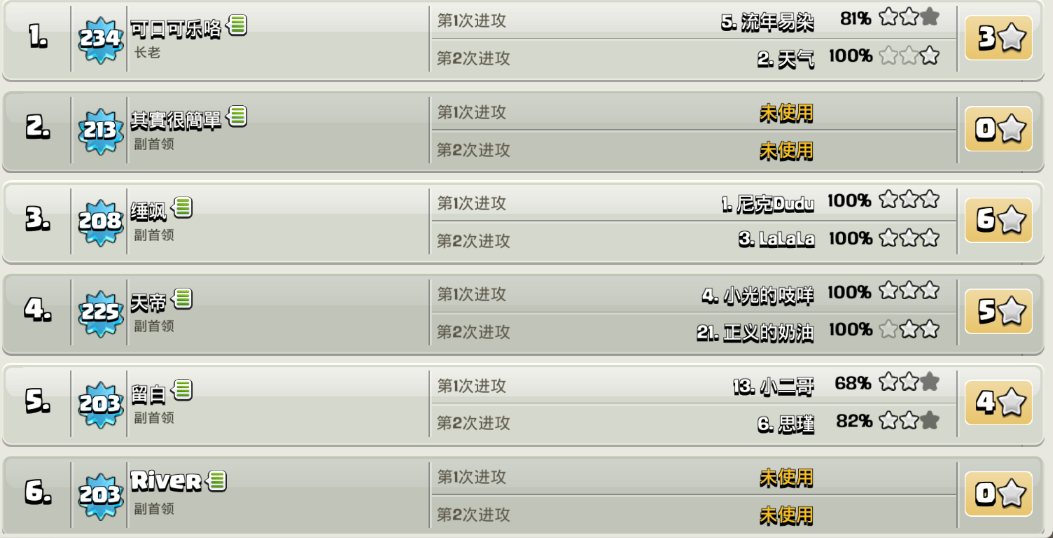 1. 234 可口可乐咯 长老 3
第1次进攻 5. 流年易染 81%
第2次进攻 2. 天气 100%
2. 213 其實很簡單 副首领 0
第1次进攻 未使用
第2次进攻 未使用
3. 208 缍飒 副首领 6
第1次进攻 1. 尼克Dudu 100%
第2次进攻 3. LaLaLa 100%
4. 225 天帝 副首领 5
第1次进攻 4. 小光的吱咩 100%
第2次进攻 21. 正义的奶油 100%
5. 203 留白 副首领 4
第1次进攻 13. 小二哥 68%
第2次进攻 6. 思瑾 82%
6. 203 River 副首领 0
第1次进攻 未使用
第2次进攻 未使用